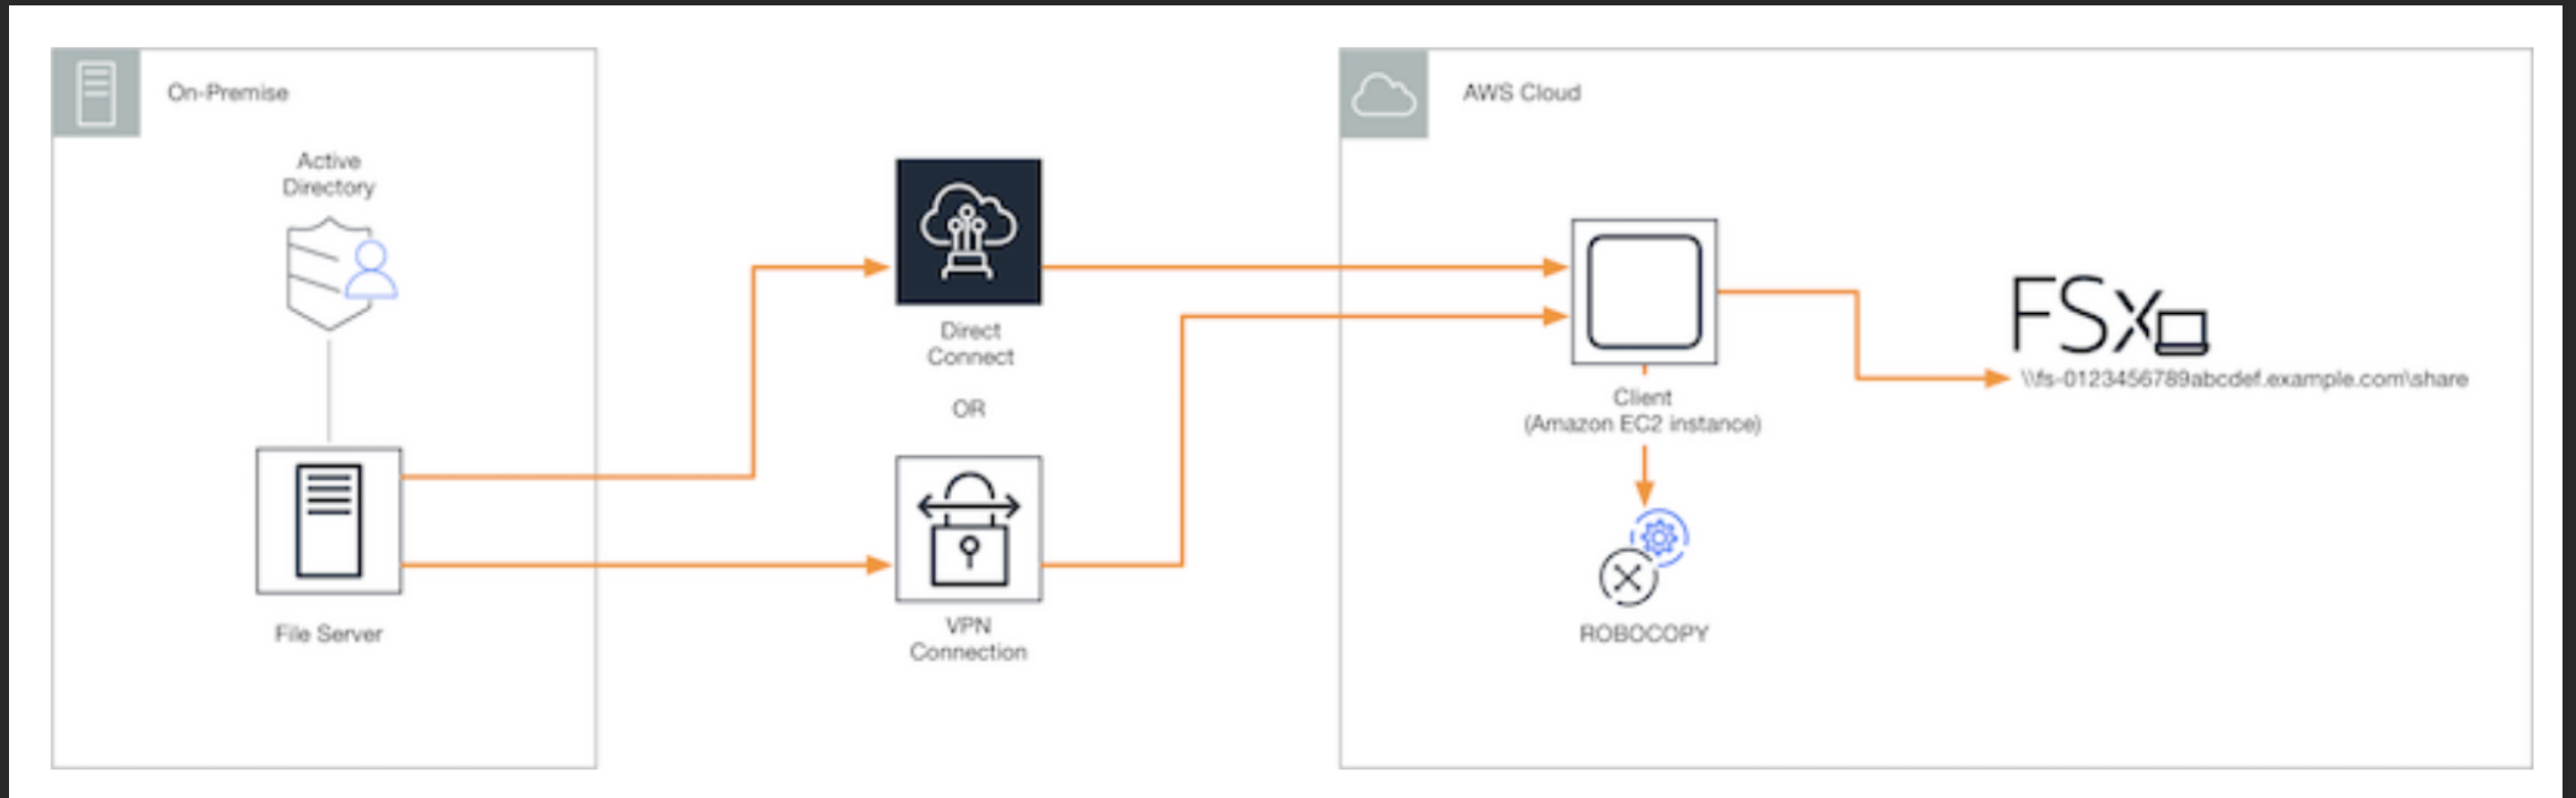 On-Premise
Active
Directory
File Server
Direct
Connect
OR
VPN
Connection
AWS Cloud
Client
(Amazon EC2 instance)
ROBOCOPY
FSx
\\fs-0123456789abcdef.example.com\share